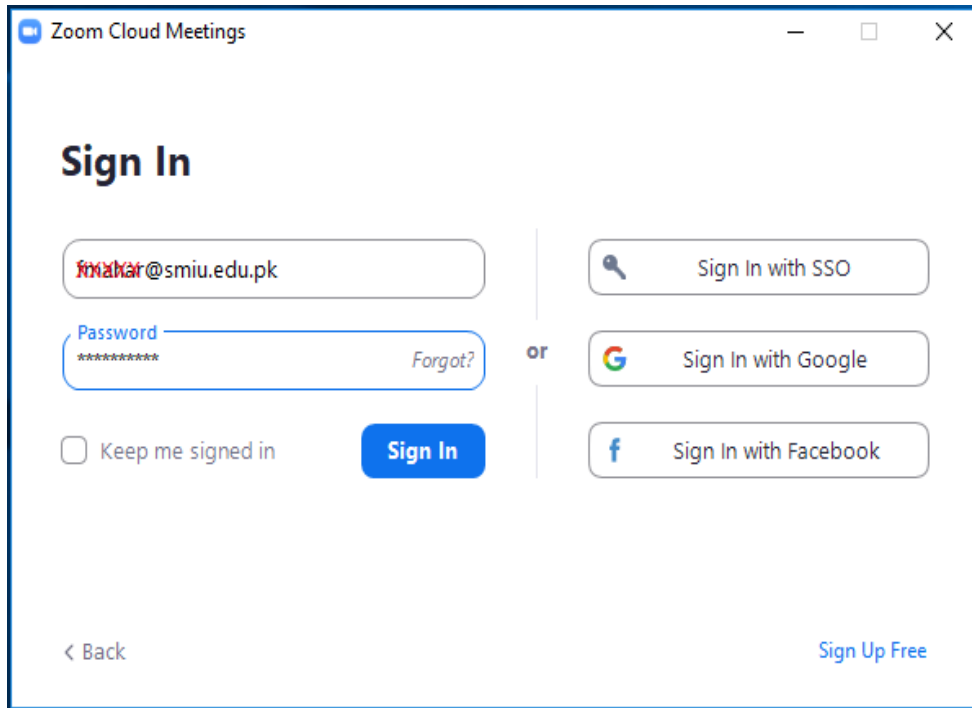 Zoom Cloud Meetings
Sign In
XXXXXr@smiu.edu.pk
Password
**********
Forgot?
Keep me signed in
Sign In
or
Sign In with SSO
Sign In with Google
Sign In with Facebook
< Back
Sign Up Free